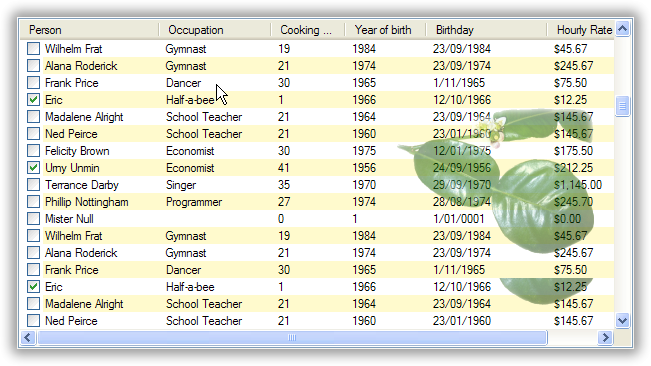 Person Occupation Cooking ... Year of birth Birthday Hourly Rate
Wilhelm Frat Gymnast 19 1984 23/09/1984 $45.67
Alana Roderick Gymnast 21 1974 23/09/1974 $245.67
Frank Price Dancer 30 1965 1/11/1965 $75.50
Eric Half-a-bee 1 1966 12/10/1966 $12.25
Madalene Alright School Teacher 21 1964 23/09/1964 $145.67
Ned Peirce School Teacher 21 1960 23/01/1960 $145.67
Felicity Brown Economist 30 1975 12/01/1975 $175.50
Urny Unmin Economist 41 1956 24/09/1956 $212.25
Terrance Darby Singer 35 1970 29/09/1970 $1,145.00
Phillip Nottingham Programmer 27 1974 28/08/1974 $245.70
Mister Null 0 1 1/01/0001 $0.00
Wilhelm Frat Gymnast 19 1984 23/09/1984 $45.67
Alana Roderick Gymnast 21 1974 23/09/1974 $245.67
Frank Price Dancer 30 1965 1/11/1965 $75.50
Eric Half-a-bee 1 1966 12/10/1966 $12.25
Madalene Alright School Teacher 21 1964 23/09/1964 $145.67
Ned Peirce School Teacher 21 1960 23/01/1960 $145.67